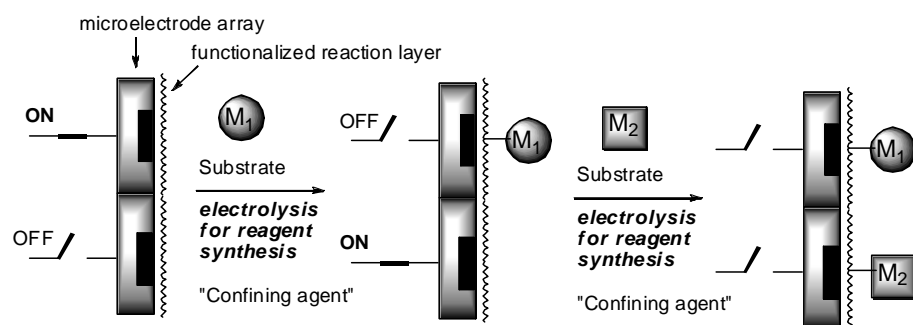 microelectrode array
functionalized reaction layer
ON
OFF
M1
Substrate
electrolysis
for reagent
synthesis
"Confining agent"
OFF
ON
M1
M2
Substrate
electrolysis
for reagent
synthesis
"Confining agent"
M1
M2